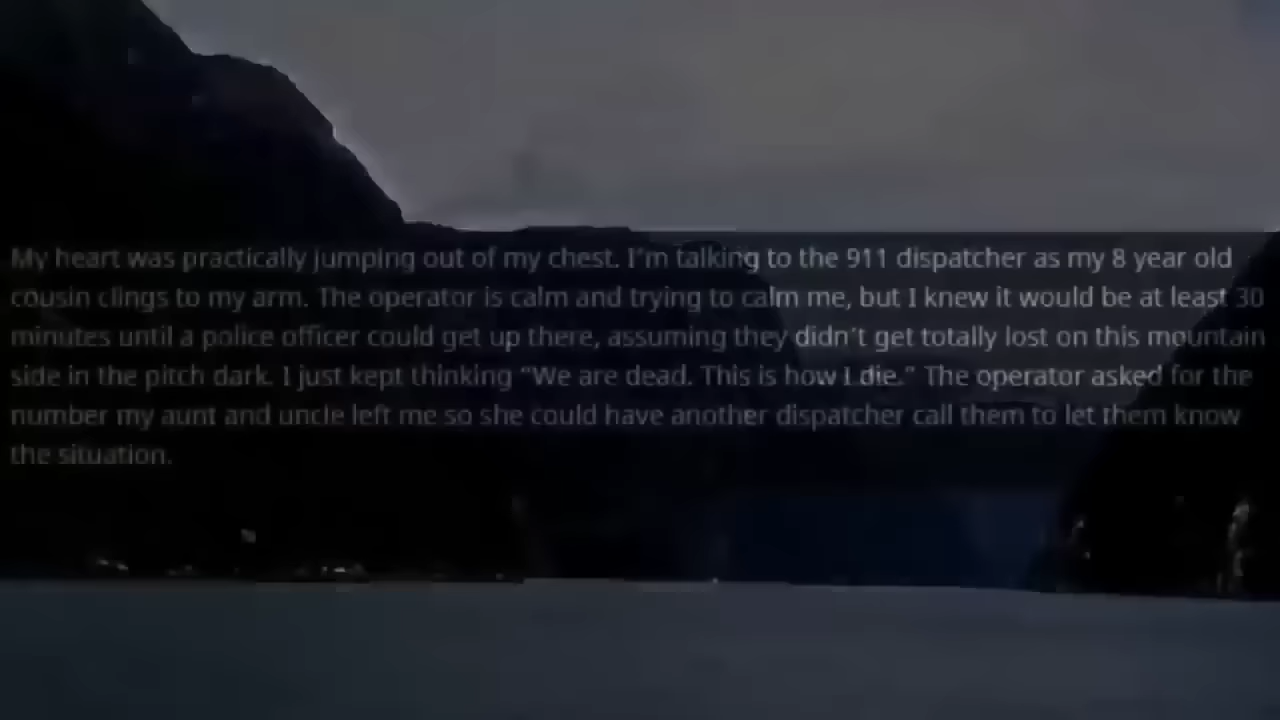 My heart was practically jumping out of my chest. I'm talking to the 911 dispatcher as my 8 year old
cousin clings to my arm. The operator is calm and trying to calm me, but I knew it would be at least 30
minutes until a police officer could get up there, assuming they didn't get totally lost on this mountain
side in the pitch dark. I just kept thinking “We are dead. This is how I die.” The operator asked for the
number my aunt and uncle left me so she could have another dispatcher call them to let them know
the situation.